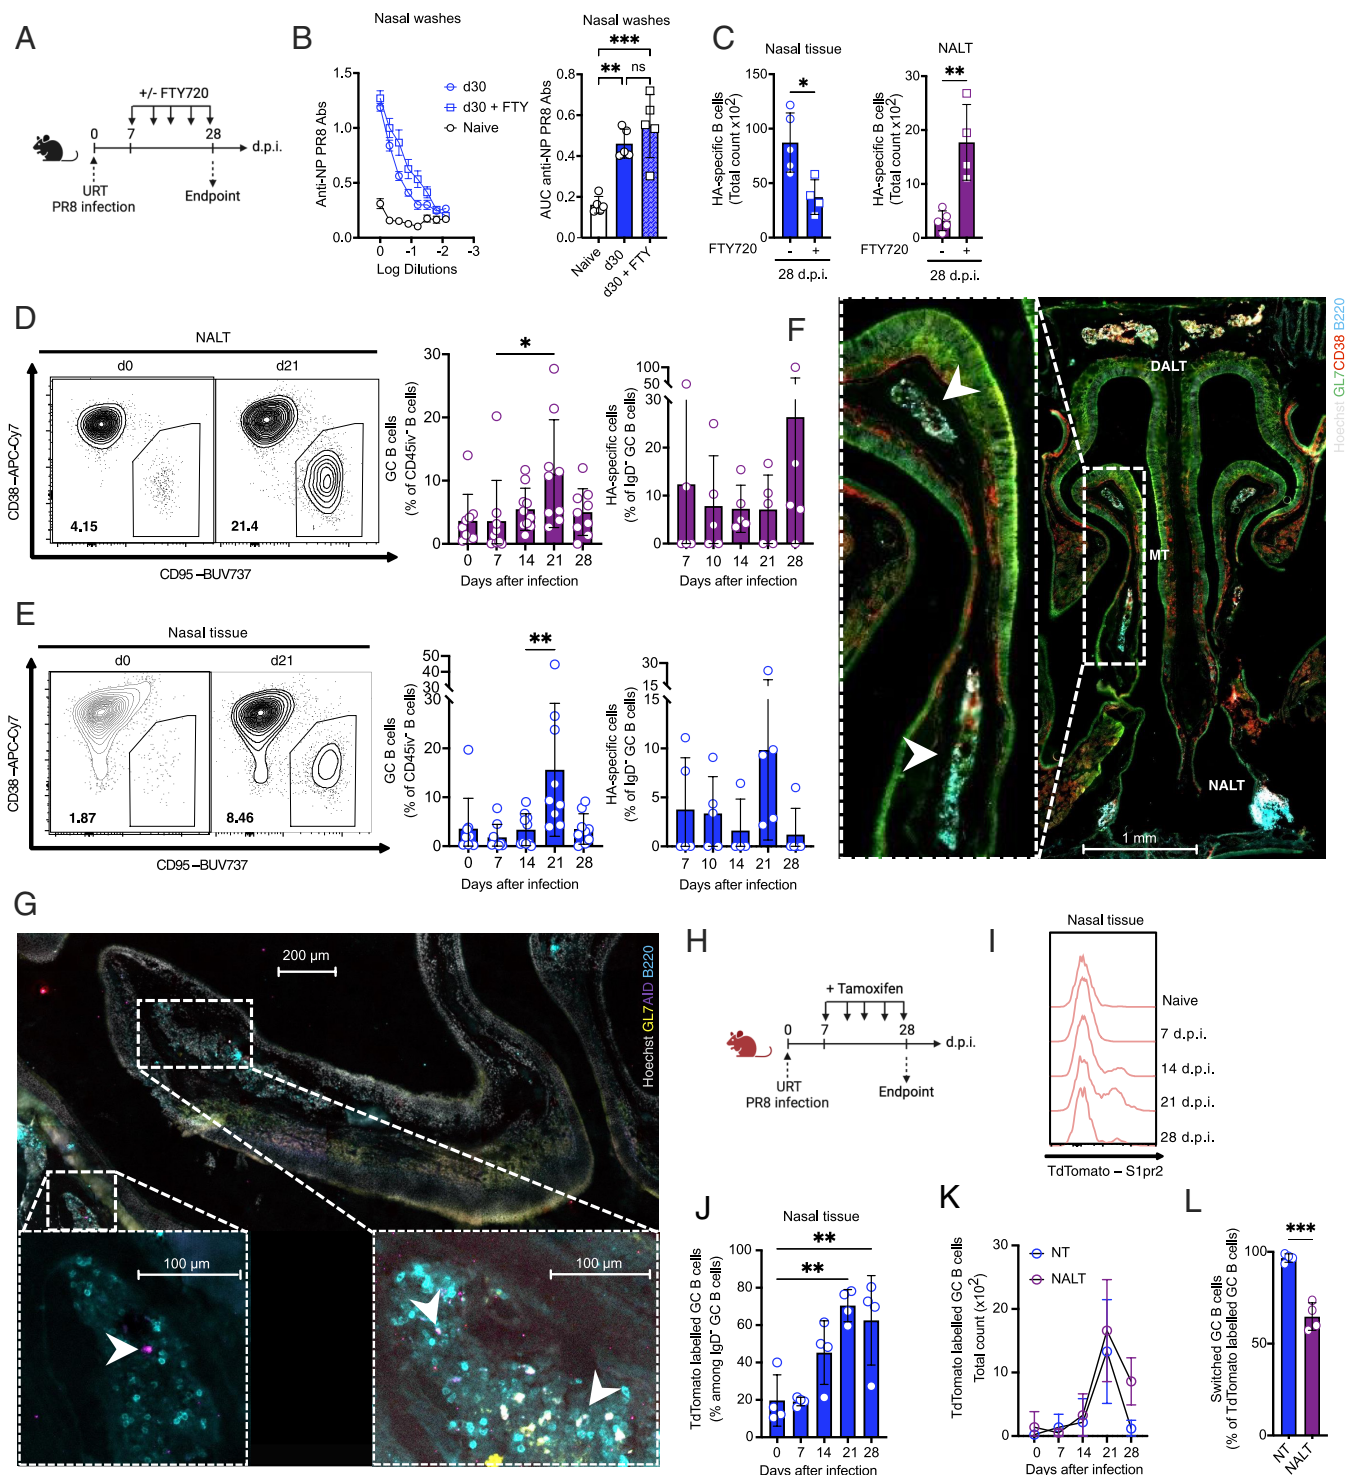 A
+/- FTY720
0
7
28
d.p.i.
URT
PR8 infection
Endpoint
B
Nasal washes
Anti-NP PR8 Abs
1.5
1.0
0.5
0.0
0
-1
-2
-3
Log Dilutions
d30
d30 + FTY
Naive
Nasal washes
***
**
ns
AUC anti-NP PR8 Abs
0.8
0.6
0.4
0.2
0.0
Naive
d30
d30 + FTY
C
Nasal tissue
HA-specific B cells
(Total count x10²)
150
100
50
0
*
FTY720
-
+
28 d.p.i.
NALT
HA-specific B cells
(Total count x10²)
30
20
10
0
**
FTY720
-
+
28 d.p.i.
D
NALT
d0
d21
CD38–APC-Cy7
4.15
21.4
CD95–BUV737
GC B cells
(% of CD45iv⁻ B cells)
30
20
10
0
*
0
7
14
21
28
Days after infection
HA-specific cells
(% of IgD⁻ GC B cells)
100
50
30
20
10
0
7
10
14
21
28
Days after infection
E
Nasal tissue
d0
d21
CD38–APC-Cy7
1.87
8.46
CD95–BUV737
GC B cells
(% of CD45iv⁻ B cells)
50
40
30
20
10
0
**
0
7
14
21
28
Days after infection
HA-specific cells
(% of IgD⁻ GC B cells)
30
15
10
5
0
7
10
14
21
28
Days after infection
F
DALT
MT
NALT
1 mm
Hoechst GL7 CD38 B220
G
200 µm
100 µm
100 µm
Hoechst GL7 AID B220
H
+ Tamoxifen
0
7
28
d.p.i.
URT
PR8 infection
Endpoint
I
Nasal tissue
Naive
7 d.p.i.
14 d.p.i.
21 d.p.i.
28 d.p.i.
TdTomato – S1pr2
J
Nasal tissue
TdTomato labelled GC B cells
(% among IgD⁻ GC B cells)
100
80
60
40
20
0
**
**
0
7
14
21
28
Days after infection
K
TdTomato labelled GC B cells
Total count (x10²)
30
20
10
0
NT
NALT
0
7
14
21
28
Days after infection
L
Switched GC B cells
(% of TdTomato labelled GC B cells)
100
50
0
***
NT
NALT